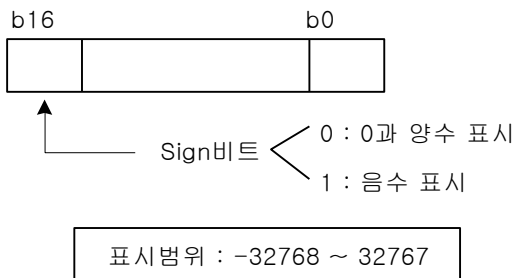 b16 b0
Sign비트
0 : 0과 양수 표시
1 : 음수 표시
표시범위 : -32768 ~ 32767